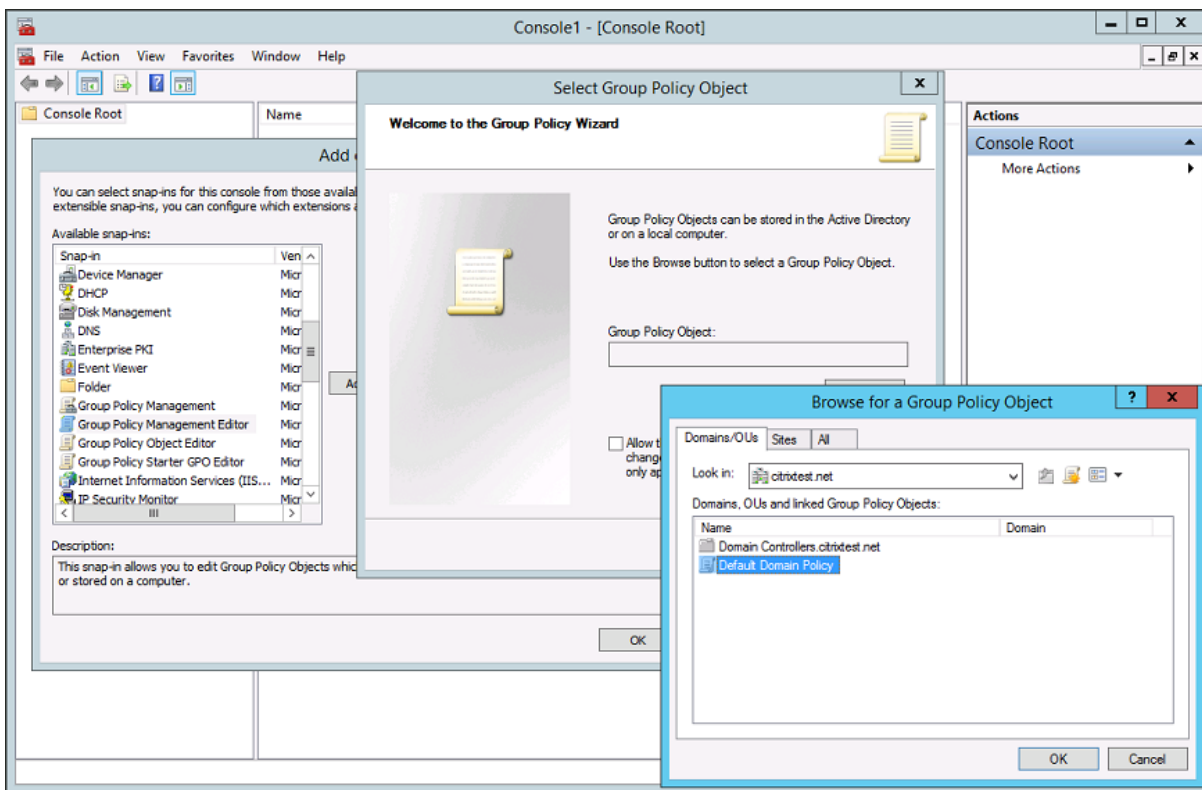 Console1 - [Console Root]
File Action View Favorites Window Help
Console Root
Name
Actions
Console Root
More Actions
Add
You can select snap-ins for this console from those availa
extensible snap-ins, you can configure which extensions a
Available snap-ins:
Snap-in Ven
Device Manager Micr
DHCP Micr
Disk Management Micr
DNS Micr
Enterprise PKI Micr
Event Viewer Micr
Folder Micr
Group Policy Management Micr
Group Policy Management Editor Micr
Group Policy Object Editor Micr
Group Policy Starter GPO Editor Micr
Internet Information Services (IIS... Micr
IP Security Monitor Micr
Description:
This snap-in allows you to edit Group Policy Objects whic
or stored on a computer.
OK
Select Group Policy Object
Welcome to the Group Policy Wizard
Group Policy Objects can be stored in the Active Directory
or on a local computer.
Use the Browse button to select a Group Policy Object.
Group Policy Object:
Allow t
chang
only ap
Browse for a Group Policy Object
Domains/OUs Sites All
Look in: citrixtest.net
Domains, OUs and linked Group Policy Objects:
Name Domain
Domain Controllers.citrixtest.net
Default Domain Policy
OK Cancel